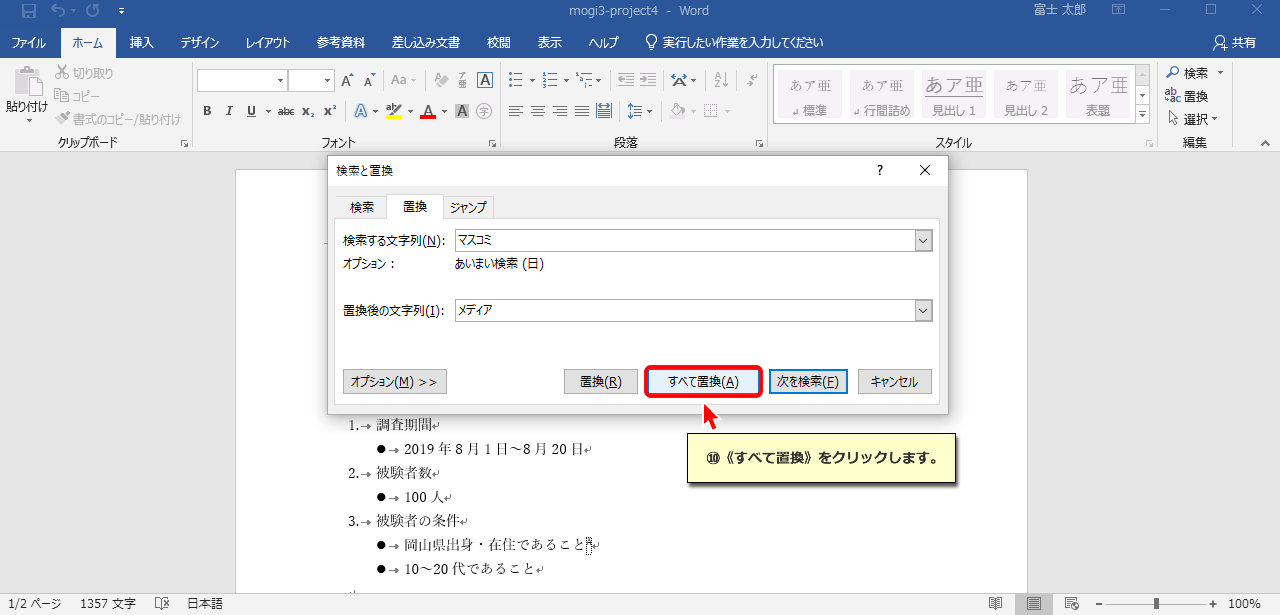 mogi3-project4 - Word
富士 太郎
ファイル ホーム 挿入 デザイン レイアウト 参考資料 差し込み文書 校閲 表示 ヘルプ 実行したい作業を入力してください 共有
貼り付け
切り取り
コピー
書式のコピー/貼り付け
クリップボード
Aa A
B I U abc x₂ x² A aly A A 字
フォント
段落
あア亜 あア亜 あア亜 あア亜 あア亜
標準 行間詰め 見出し 1 見出し 2 表題
スタイル
検索
置換
選択
編集
検索と置換 ?
検索 置換 ジャンプ
検索する文字列(N): マスコミ
オプション : あいまい検索 (日)
置換後の文字列(I): メディア
オプション(M) >> 置換(R) すべて置換(A) 次を検索(F) キャンセル
⑩《すべて置換》をクリックします。
1. 調査期間
● 2019 年 8 月 1 日～8 月 20 日
2. 被験者数
● 100 人
3. 被験者の条件
● 岡山県出身・在住であること
● 10～20 代であること
1/2 ページ 1357 文字 日本語 - + 100%